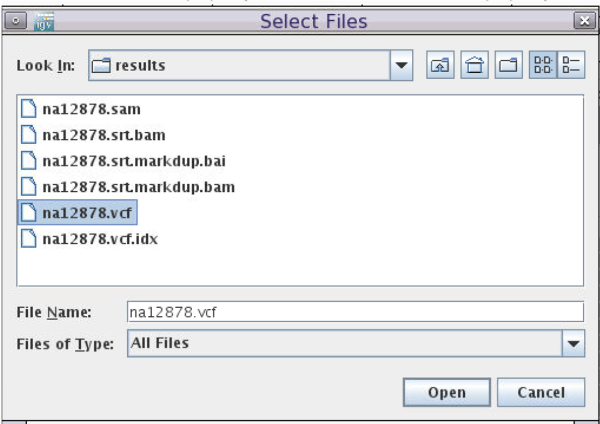 Select Files
Look In: results
na12878.sam
na12878.srt.bam
na12878.srt.markdup.bai
na12878.srt.markdup.bam
na12878.vcf
na12878.vcf.idx
File Name: na12878.vcf
Files of Type: All Files
Open Cancel